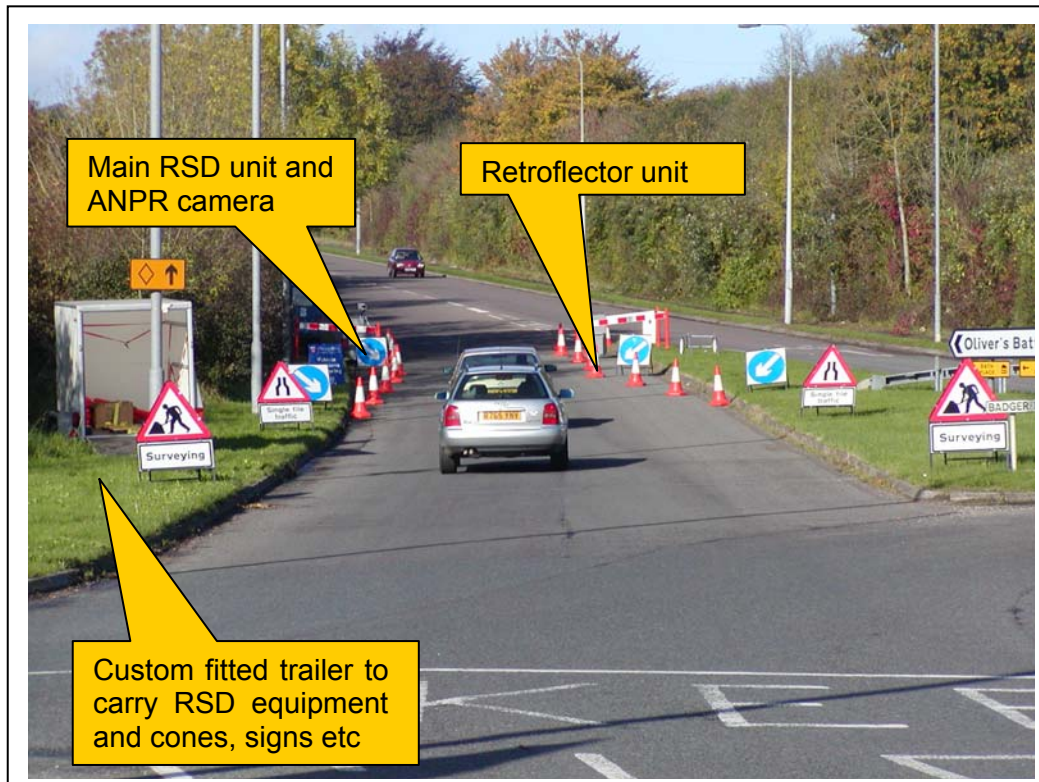 Main RSD unit and
ANPR camera
Retroflector unit
Oliver's Batt
BADGER
Single file
traffic
Single file
traffic
Surveying
Surveying
Custom fitted trailer to
carry RSD equipment
and cones, signs etc
KE